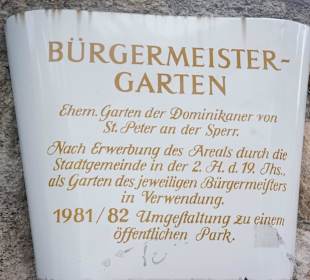 BÜRGERMEISTER-
GARTEN
Ehem. Garten der Dominikaner von
St. Peter an der Sperr.
Nach Erwerbung des Areals durch die
Stadtgemeinde in der 2. H. d. 19. Jhs.,
als Garten des jeweiligen Bürgermeisters
in Verwendung.
1981/82 Umgestaltung zu einem
öffentlichen Park.